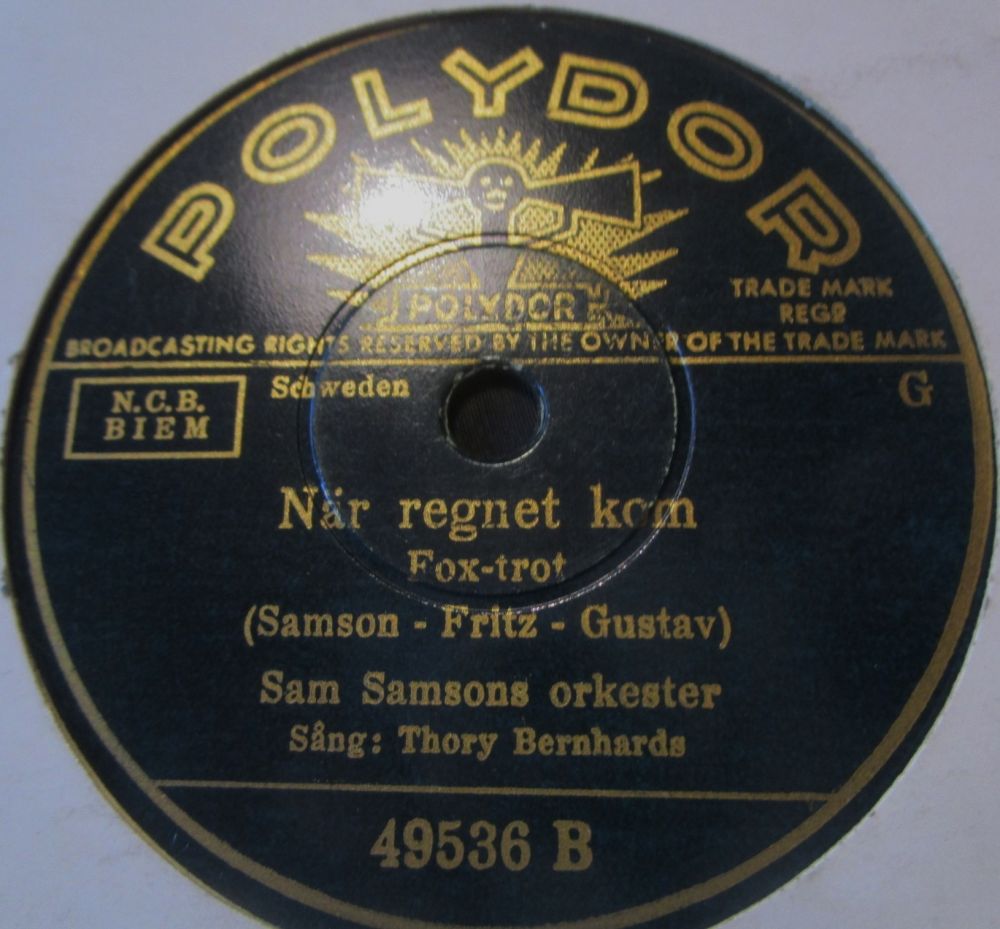 POLYDOR
POLYDOR
TRADE MARK
REGD
BROADCASTING RIGHTS RESERVED BY THE OWNER OF THE TRADE MARK
N.C.B.
BIEM
Schweden
G
När regnet kom
Fox-trot
(Samson - Fritz - Gustav)
Sam Samsons orkester
Sång: Thory Bernhards
49536 B